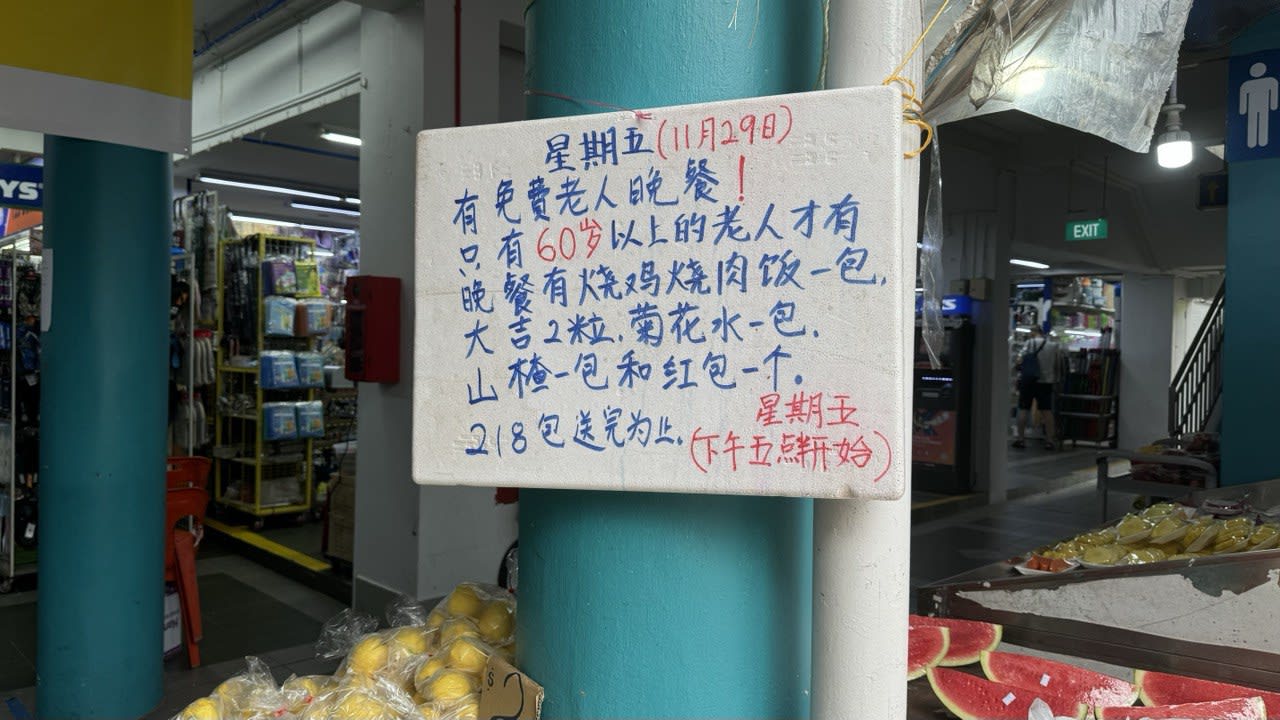 星期五(11月29日)
有免費老人晚餐!
只有60岁以上的老人才有
晚餐有烧鸡烧肉饭一包,
大吉2粒.菊花水一包.
山楂一包和红包一个。
218包送完为止.
星期五
(下午五点半开始)
EXIT
YS